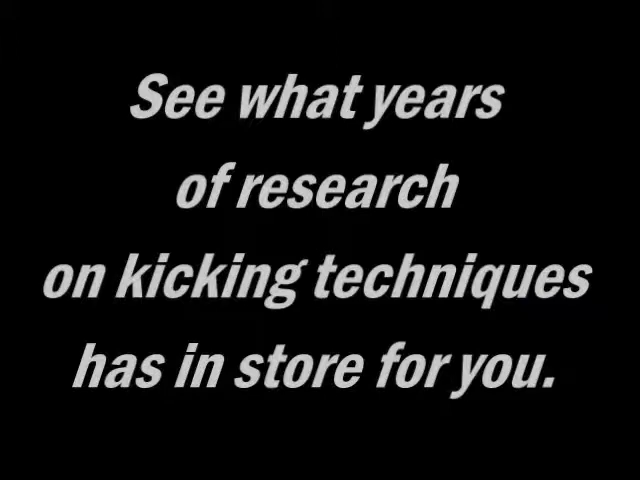 See what years
of research
on kicking techniques
has in store for you.